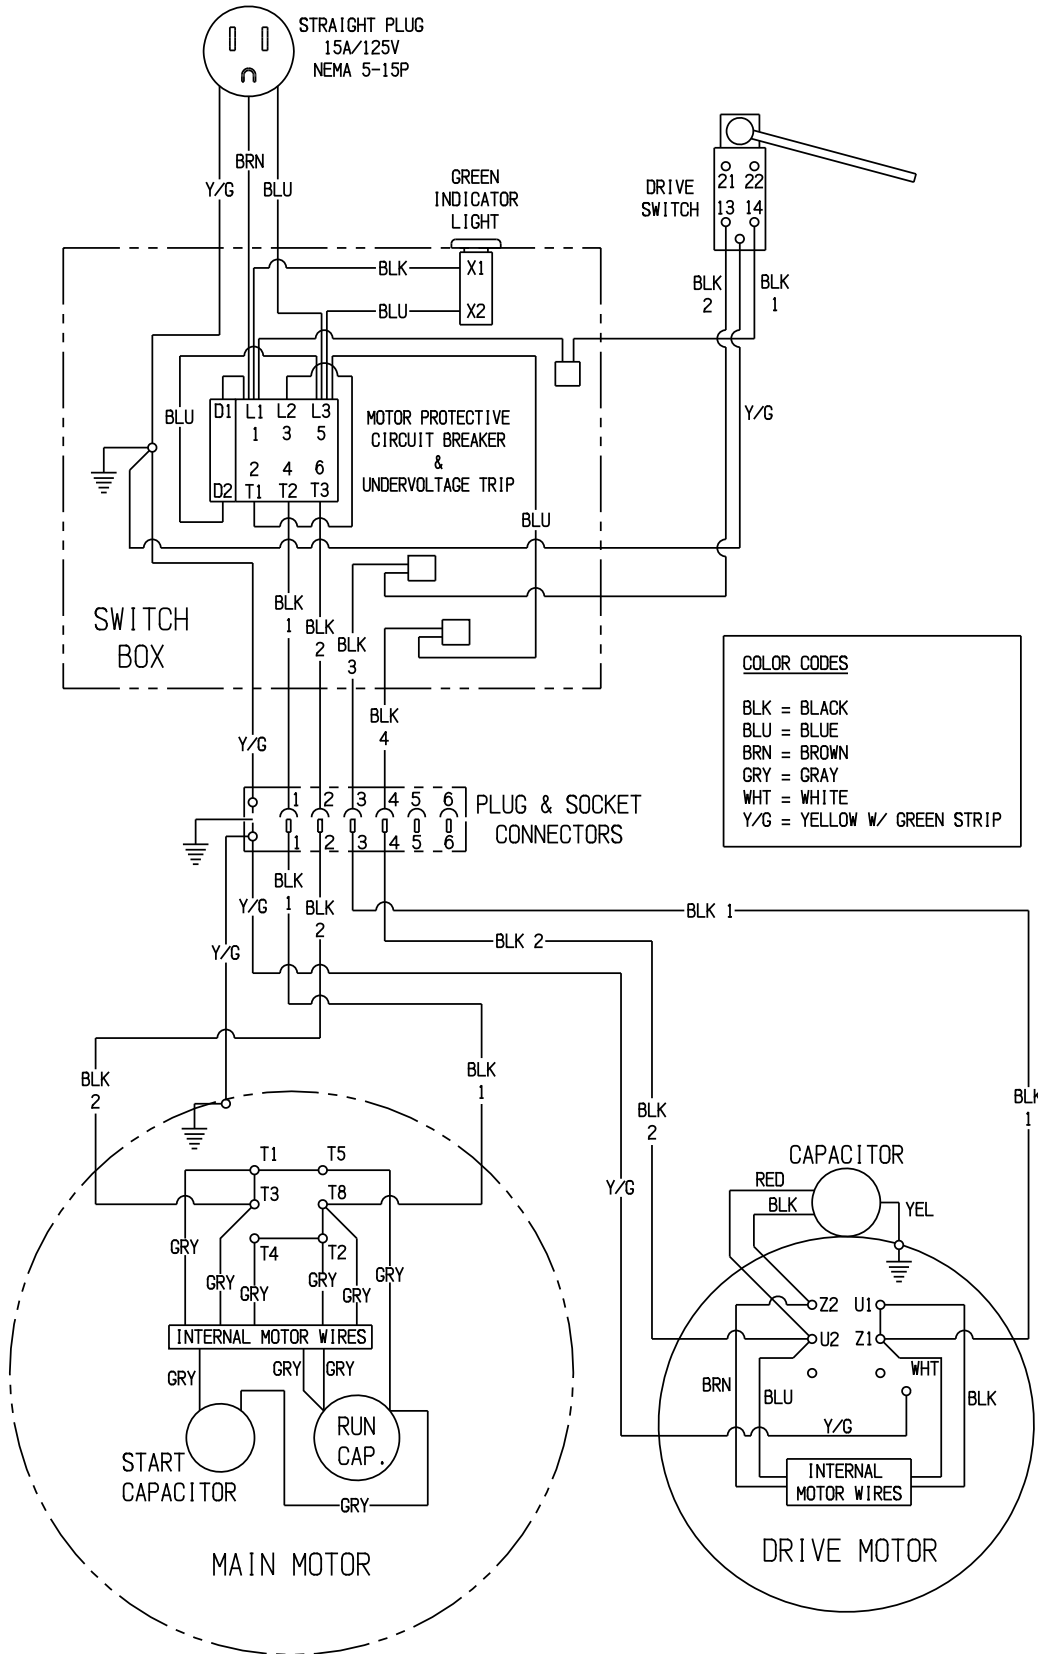 STRAIGHT PLUG
15A/125V
NEMA 5-15P
BRN
Y/G
BLU
GREEN
INDICATOR
LIGHT
DRIVE
SWITCH
21 22
13 14
BLK
X1
BLU
X2
BLK
2
BLK
1
BLU
D1
L1
L2
L3
1
3
5
2
4
6
D2
T1
T2
T3
MOTOR PROTECTIVE
CIRCUIT BREAKER
&
UNDERVOLTAGE TRIP
Y/G
BLU
SWITCH
BOX
BLK
1
BLK
2
BLK
3
BLK
4
Y/G
COLOR CODES
BLK = BLACK
BLU = BLUE
BRN = BROWN
GRY = GRAY
WHT = WHITE
Y/G = YELLOW W/ GREEN STRIP
1 2 3 4 5 6
1 2 3 4 5 6
PLUG & SOCKET
CONNECTORS
BLK
1
Y/G
BLK
2
BLK 1
BLK 2
Y/G
BLK
2
BLK
1
BLK
2
BLK
1
T1
T5
T3
T8
T4
T2
GRY
GRY
GRY
GRY
GRY
GRY
INTERNAL MOTOR WIRES
GRY
GRY
GRY
START
CAPACITOR
RUN
CAP.
GRY
MAIN MOTOR
Y/G
CAPACITOR
RED
BLK
YEL
Z2
U1
U2
Z1
BRN
BLU
WHT
BLK
Y/G
INTERNAL
MOTOR WIRES
DRIVE MOTOR